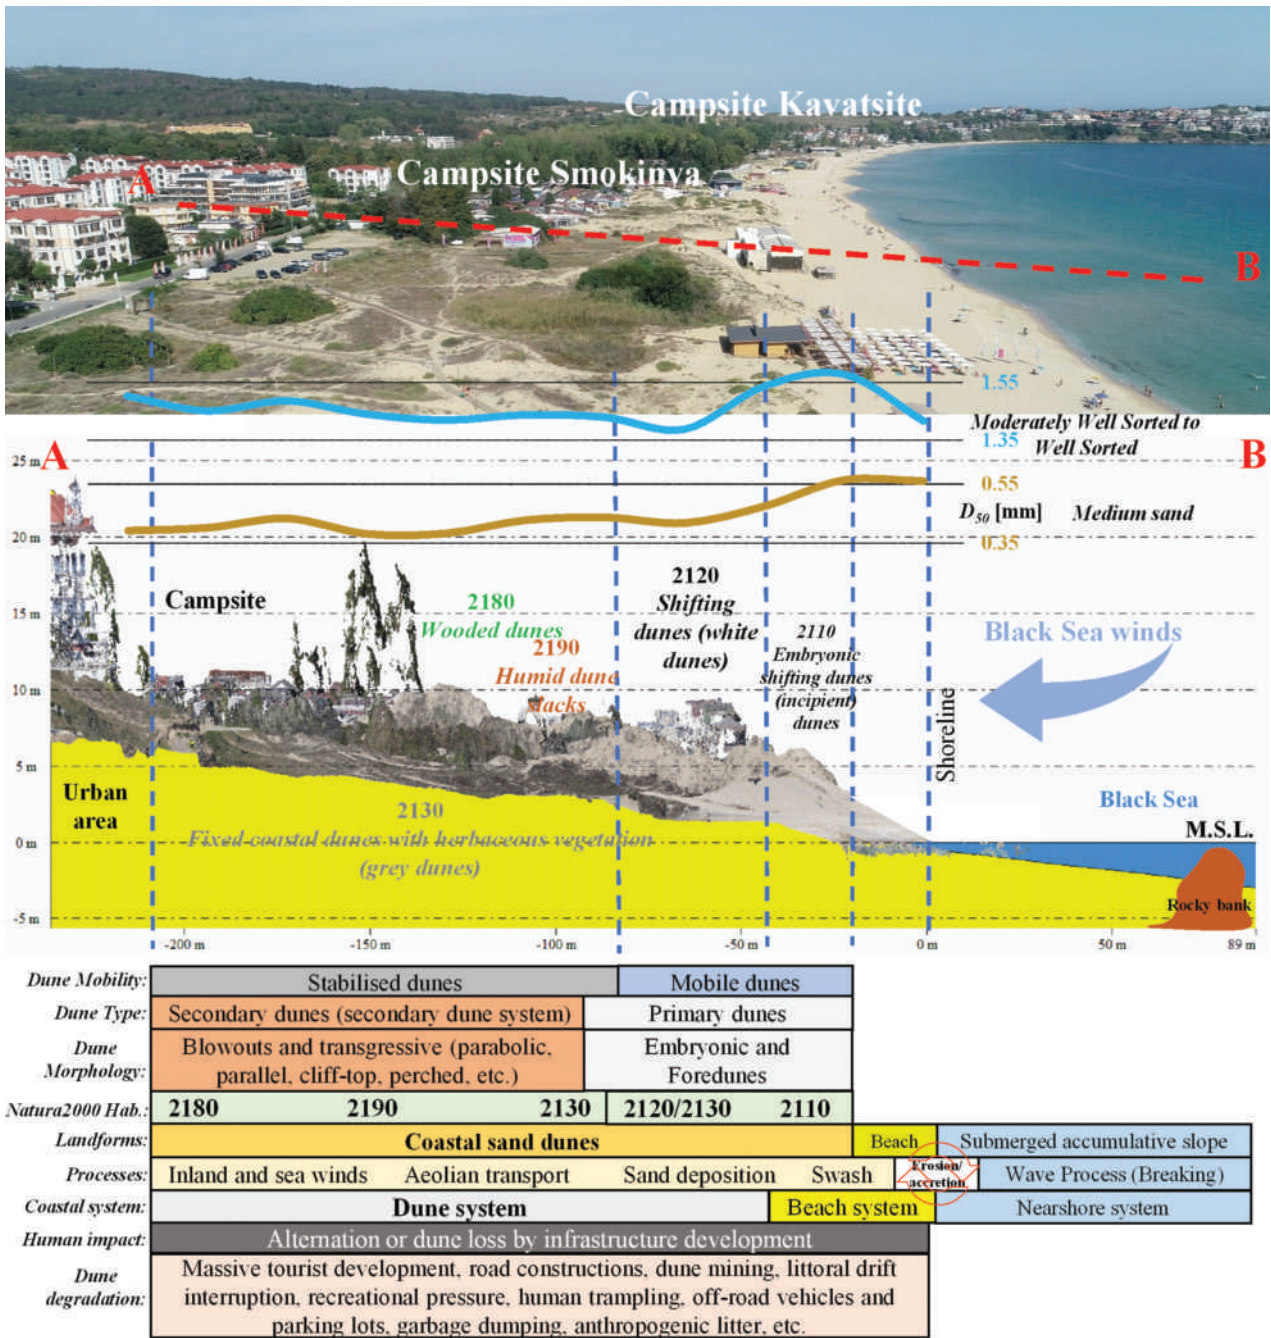 Campsite Kavatsite
Campsite Smokinya
A
B
1.55
Moderately Well Sorted to
Well Sorted
1.35
A
B
25 m
0.55
D50 [mm] Medium sand
0.35
20 m
15 m
10 m
5 m
0 m
-5 m
Campsite
2180
Wooded dunes
2190
Humid dune
slacks
2120
Shifting
dunes (white
dunes)
2110
Embryonic
shifting dunes
(incipient)
dunes
Black Sea winds
Shoreline
Urban
area
2130
Fixed coastal dunes with herbaceous vegetation
(grey dunes)
Black Sea
M.S.L.
Rocky bank
-200 m -150 m -100 m -50 m 0 m 50 m 89 m
Dune Mobility: Stabilised dunes Mobile dunes
Dune Type: Secondary dunes (secondary dune system) Primary dunes
Dune
Morphology:
Blowouts and transgressive (parabolic,
parallel, cliff-top, perched, etc.)
Embryonic and
Foredunes
Natura2000 Hab.: 2180 2190 2130 2120/2130 2110
Landforms: Coastal sand dunes Beach Submerged accumulative slope
Processes: Inland and sea winds Aeolian transport Sand deposition Swash
Erosion/
accretion
Wave Process (Breaking)
Coastal system: Dune system Beach system Nearshore system
Human impact: Alternation or dune loss by infrastructure development
Dune
degradation:
Massive tourist development, road constructions, dune mining, littoral drift
interruption, recreational pressure, human trampling, off-road vehicles and
parking lots, garbage dumping, anthropogenic litter, etc.